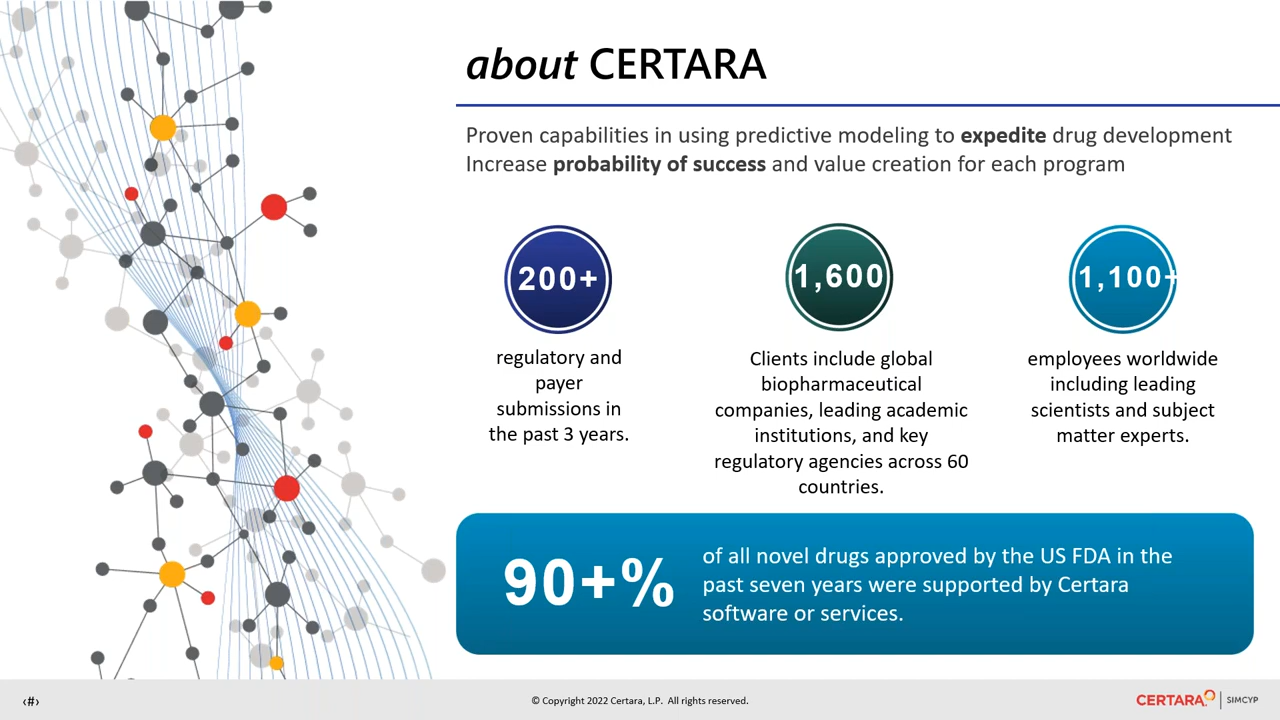 about CERTARA
Proven capabilities in using predictive modeling to expedite drug development
Increase probability of success and value creation for each program
200+
regulatory and
payer
submissions in
the past 3 years.
1,600
Clients include global
biopharmaceutical
companies, leading academic
institutions, and key
regulatory agencies across 60
countries.
1,100+
employees worldwide
including leading
scientists and subject
matter experts.
90+%
of all novel drugs approved by the US FDA in the
past seven years were supported by Certara
software or services.
‹#›
© Copyright 2022 Certara, L.P. All rights reserved.
CERTARA | SIMCYP